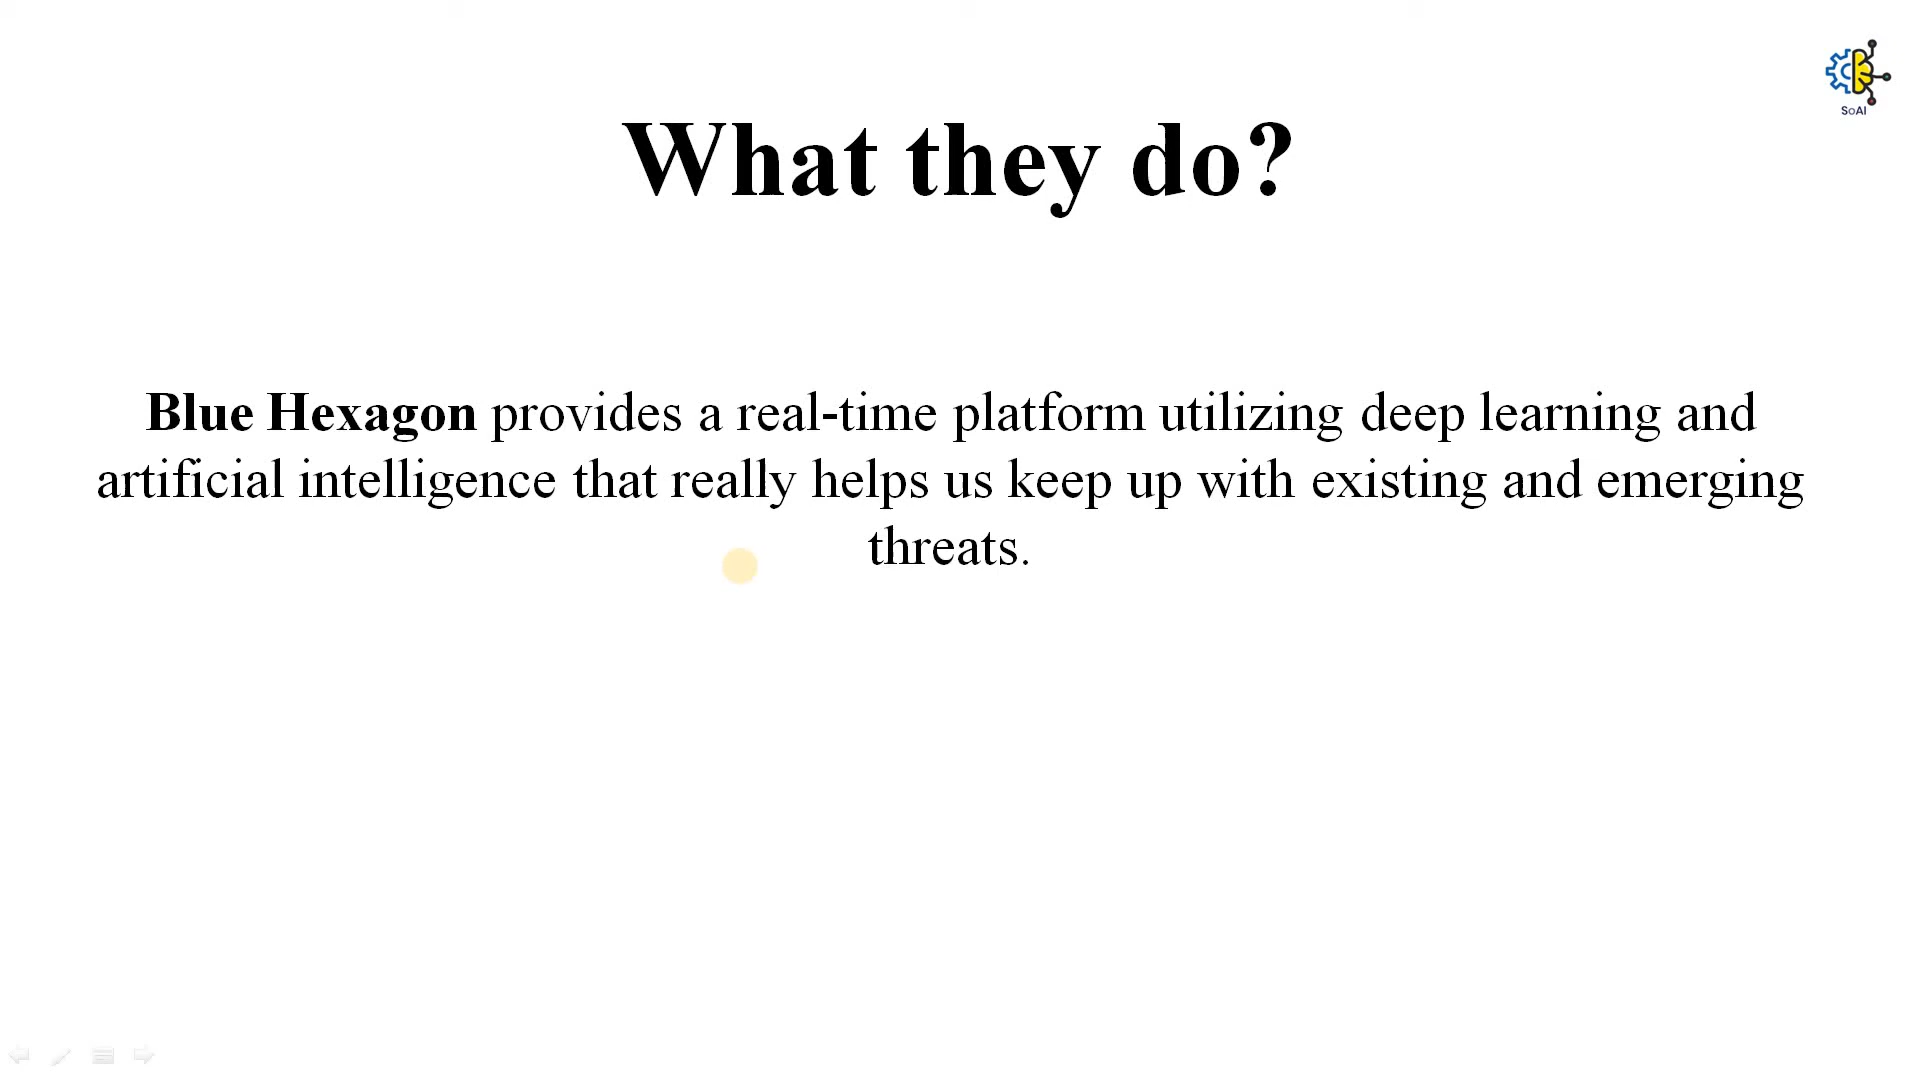 SoAI
What they do?
Blue Hexagon provides a real-time platform utilizing deep learning and
artificial intelligence that really helps us keep up with existing and emerging
threats.